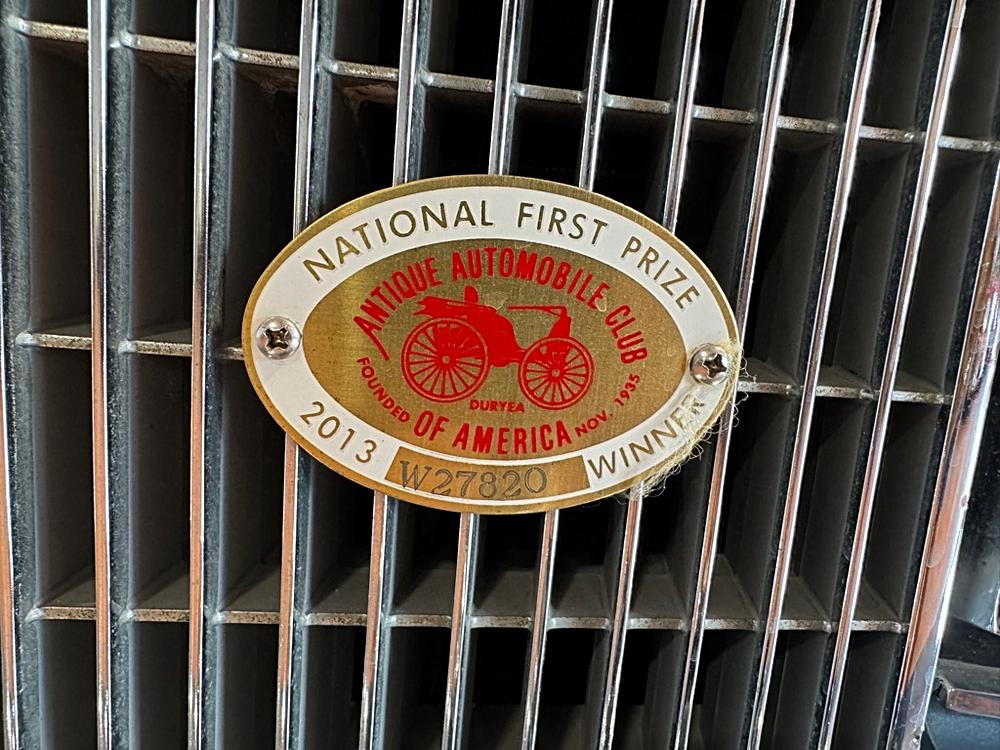 NATIONAL FIRST PRIZE
ANTIQUE AUTOMOBILE CLUB
FOUNDED
DURYEA
NOV. 1935
OF AMERICA
2013
W27820
WINNER